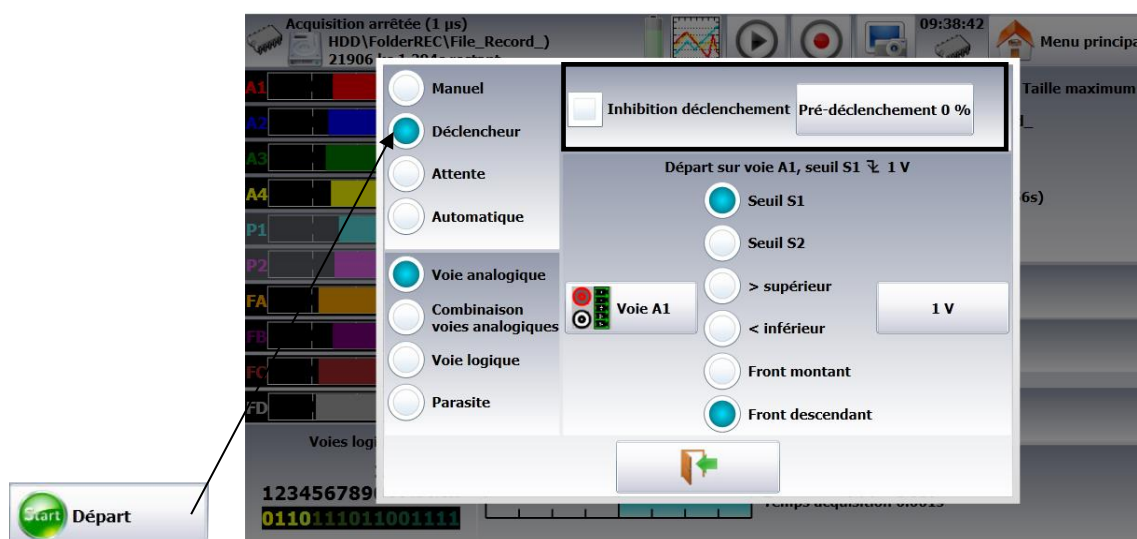 Acquisition arrêtée (1 µs)
HDD\FolderREC\File_Record_)
09:38:42
Menu principa
A1
A2
A3
A4
P1
P2
FA
FB
FC
FD
Taille maximum
6s)
Manuel
Déclencheur
Attente
Automatique
Voie analogique
Combinaison
voies analogiques
Voie logique
Parasite
Inhibition déclenchement
Pré-déclenchement 0 %
Départ sur voie A1, seuil S1 1 V
Seuil S1
Seuil S2
> supérieur
< inférieur
Front montant
Front descendant
Voie A1
1 V
Voies logi
123456789
0110111011001111
Start Départ